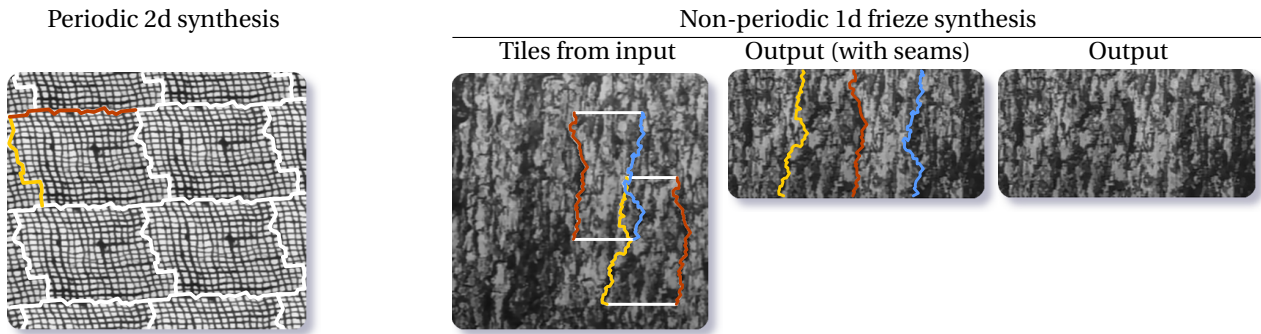 Periodic 2d synthesis
Non-periodic 1d frieze synthesis
Tiles from input
Output (with seams)
Output